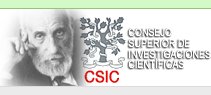 CONSEJO
SUPERIOR DE
INVESTIGACIONES
CIENTÍFICAS
CSIC